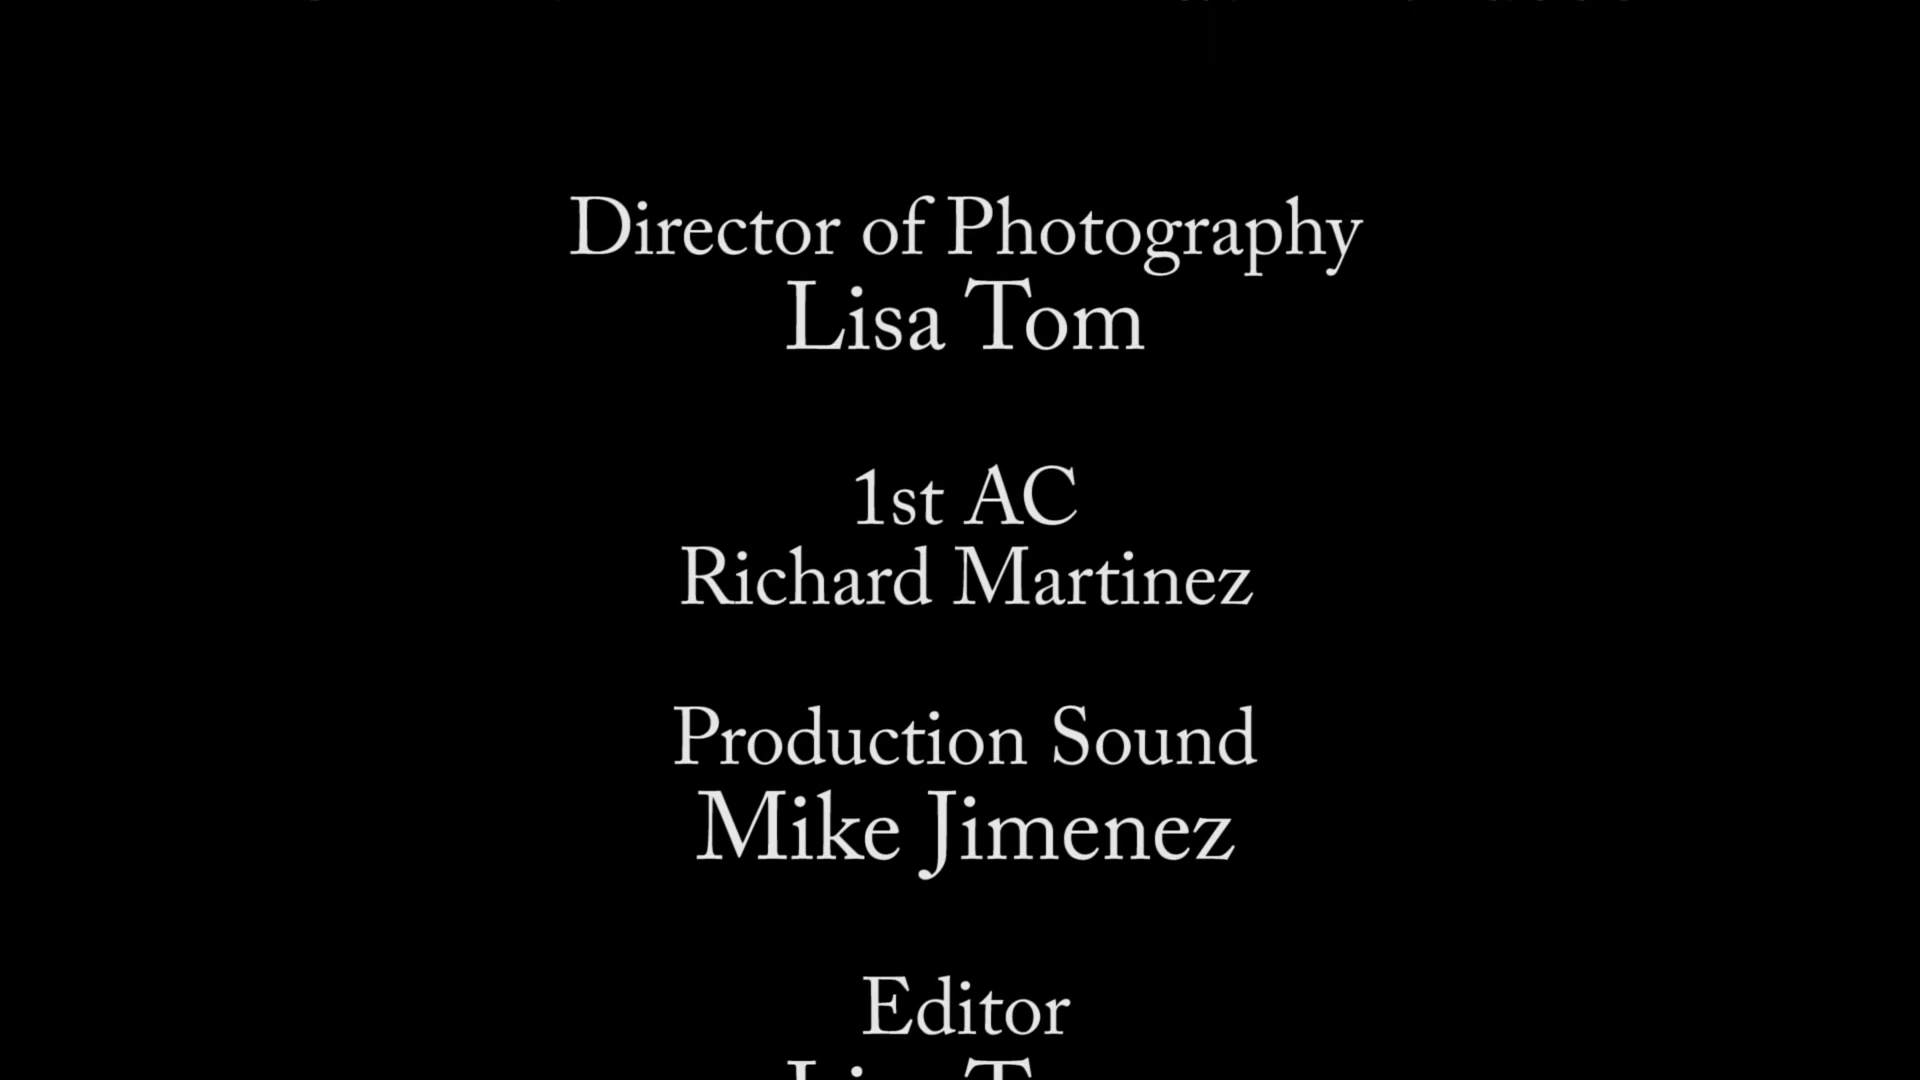 Director of Photography
Lisa Tom
1st AC
Richard Martinez
Production Sound
Mike Jimenez
Editor